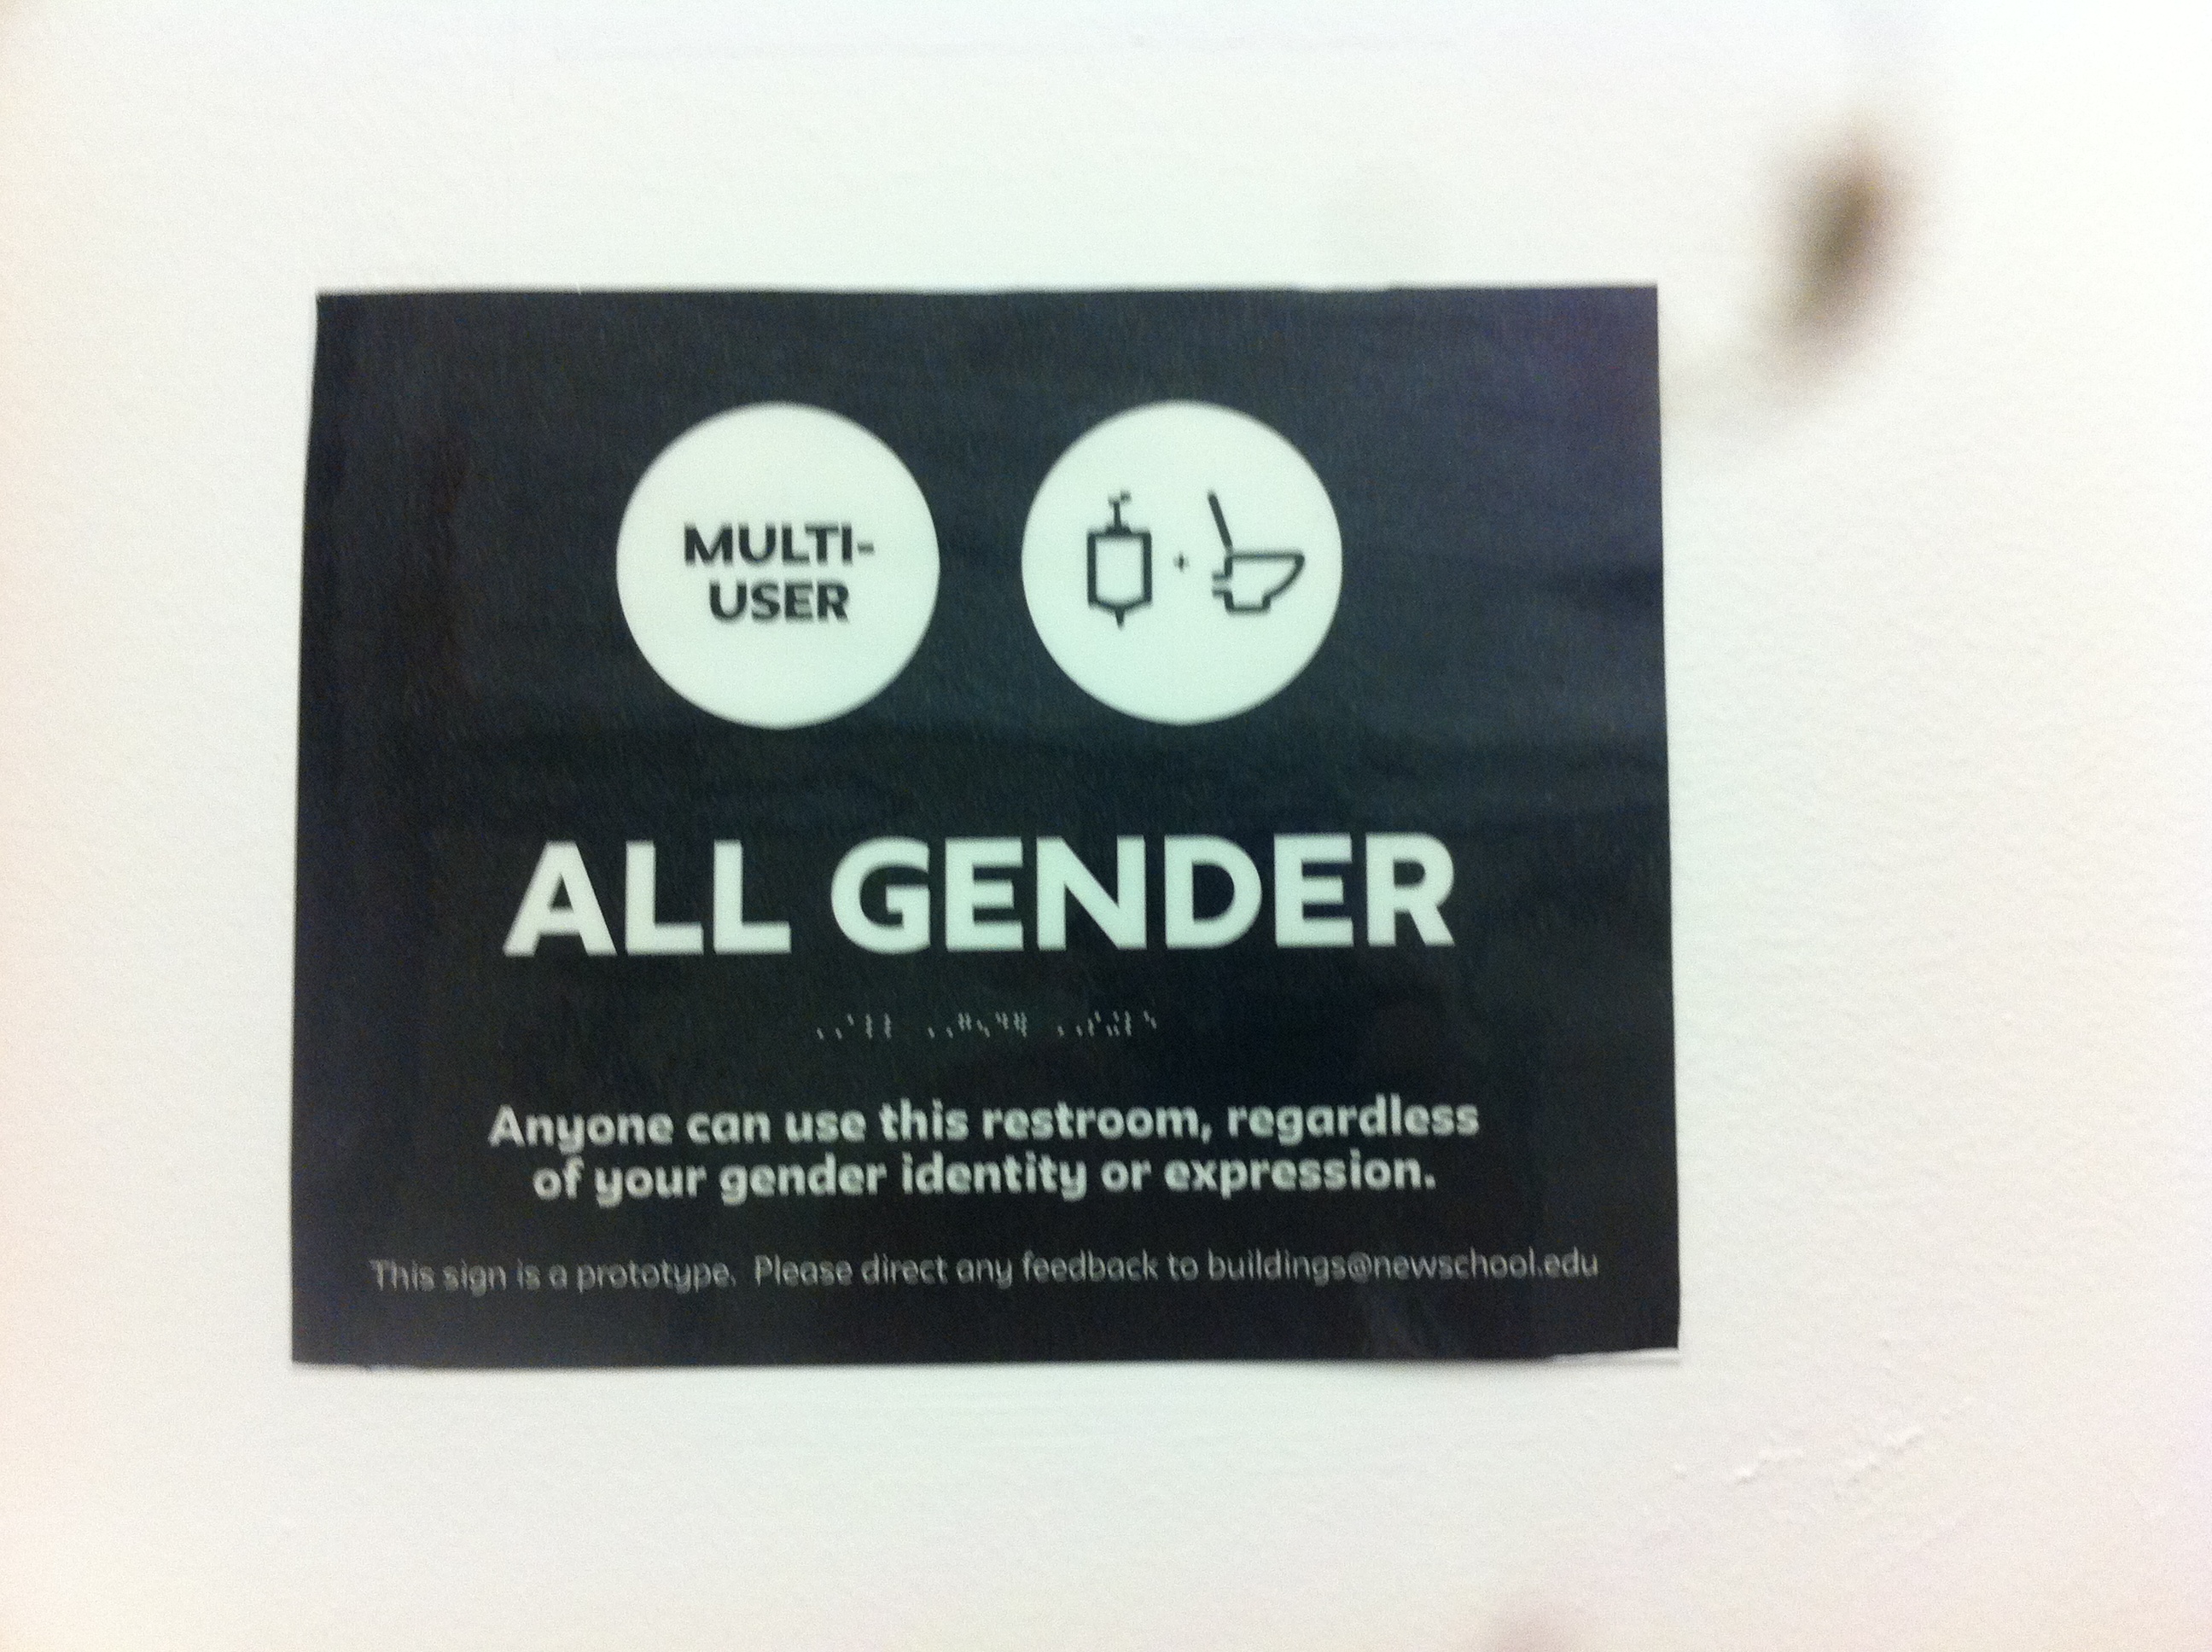 MULTI-
USER
ALL GENDER
Anyone can use this restroom, regardless
of your gender identity or expression.
This sign is a prototype. Please direct any feedback to buildings@newschool.edu